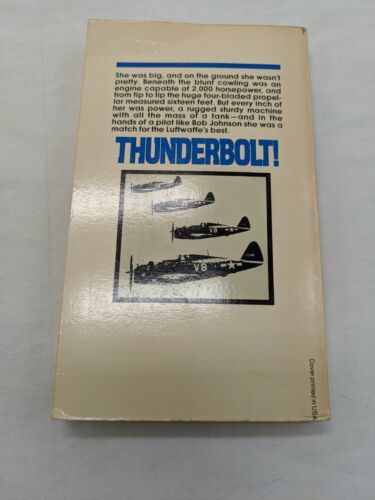 She was big, and on the ground she wasn't
pretty. Beneath the blunt cowling was an
engine capable of 2,000 horsepower, and
from tip to tip the huge four-bladed propel-
lor measured sixteen feet. But every inch of
her was power, a rugged sturdy machine
with all the mass of a tank—and in the
hands of a pilot like Bob Johnson she was a
match for the Luftwaffe's best.
THUNDERBOLT!
V8
V8
Cover printed in USA